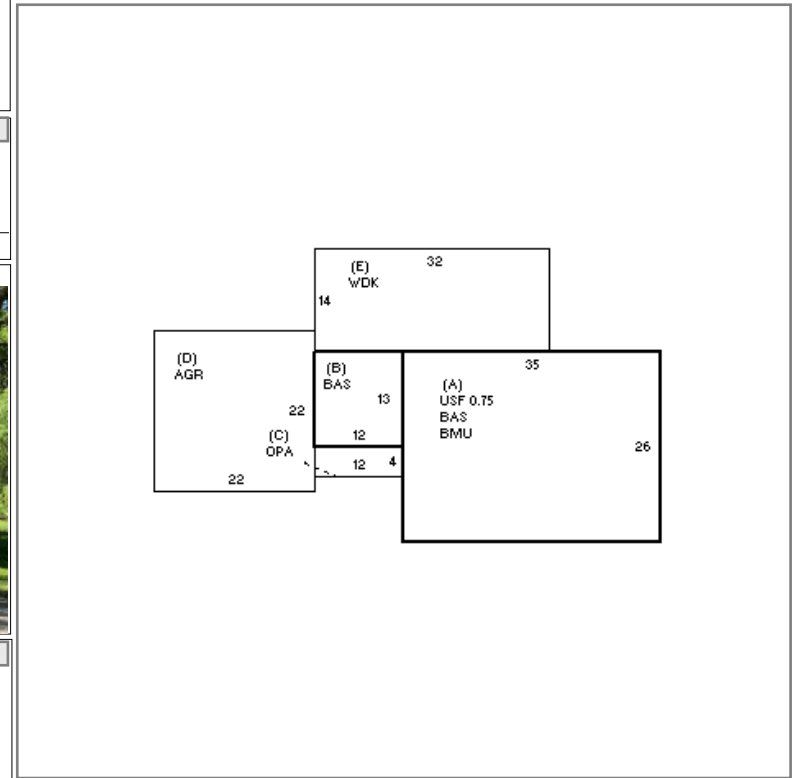 (E)
WDK
32
14
(D)
AGR
22
22
(B)
BAS
13
12
(C)
OPA
12
4
35
(A)
USF 0.75
BAS
BMU
26